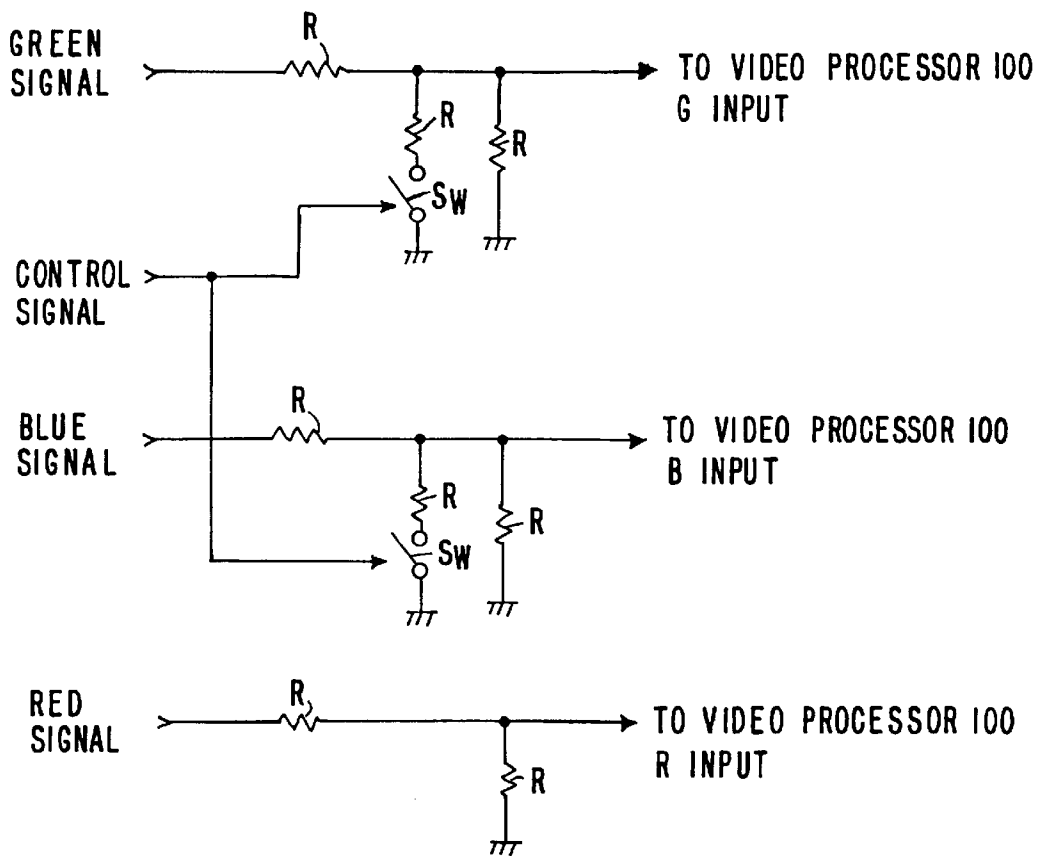 GREEN
SIGNAL
R
TO VIDEO PROCESSOR 100
G INPUT
R
R
SW
CONTROL
SIGNAL
BLUE
SIGNAL
R
TO VIDEO PROCESSOR 100
B INPUT
R
R
SW
RED
SIGNAL
R
TO VIDEO PROCESSOR 100
R INPUT
R